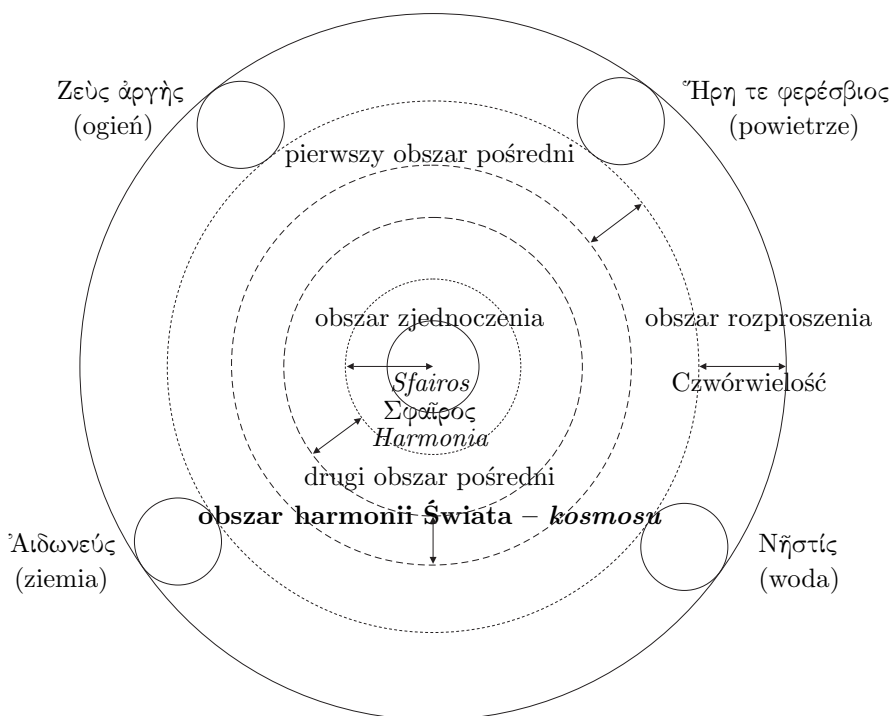 Ζεὺς ἀργὴς
(ogień)
Ἥρη τε φερέσβιος
(powietrze)
pierwszy obszar pośredni
obszar zjednoczenia
obszar rozproszenia
Sfairos
Czwórwielość
Σφαῖρος
Harmonia
drugi obszar pośredni
obszar harmonii Świata – kosmosu
Ἀιδωνεύς
(ziemia)
Νῆστίς
(woda)